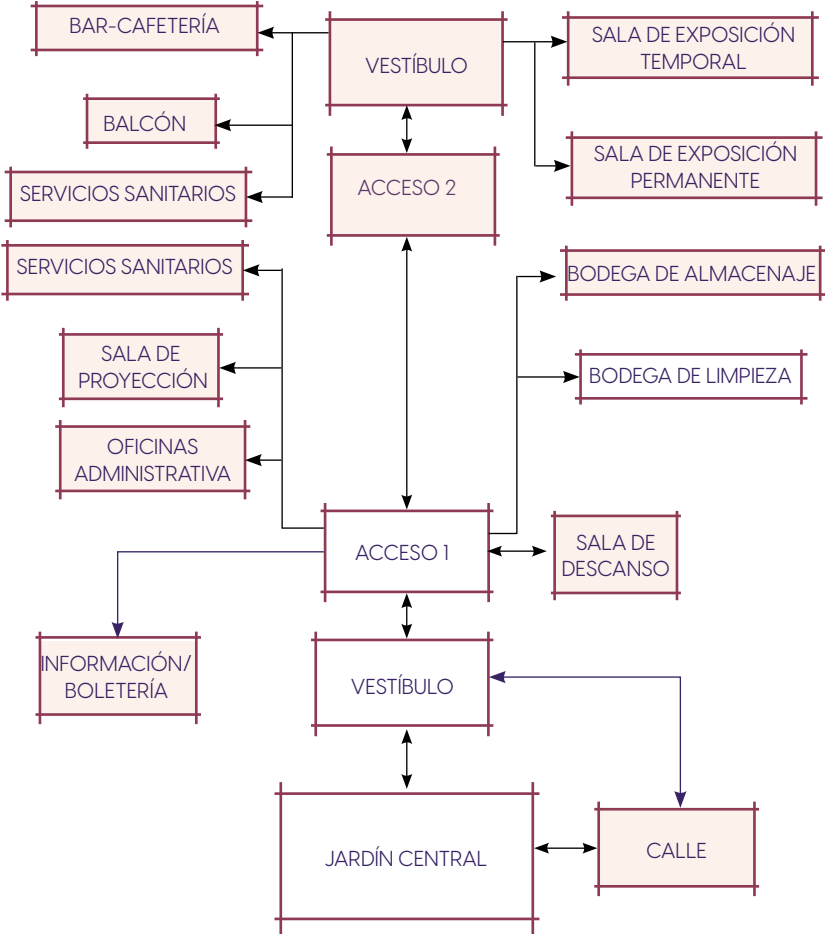 BAR-CAFETERÍA
VESTÍBULO
SALA DE EXPOSICIÓN
TEMPORAL
BALCÓN
SALA DE EXPOSICIÓN
PERMANENTE
SERVICIOS SANITARIOS
ACCESO 2
SERVICIOS SANITARIOS
BODEGA DE ALMACENAJE
SALA DE
PROYECCIÓN
BODEGA DE LIMPIEZA
OFICINAS
ADMINISTRATIVA
ACCESO 1
SALA DE
DESCANSO
INFORMACIÓN/
BOLETERÍA
VESTÍBULO
JARDÍN CENTRAL
CALLE